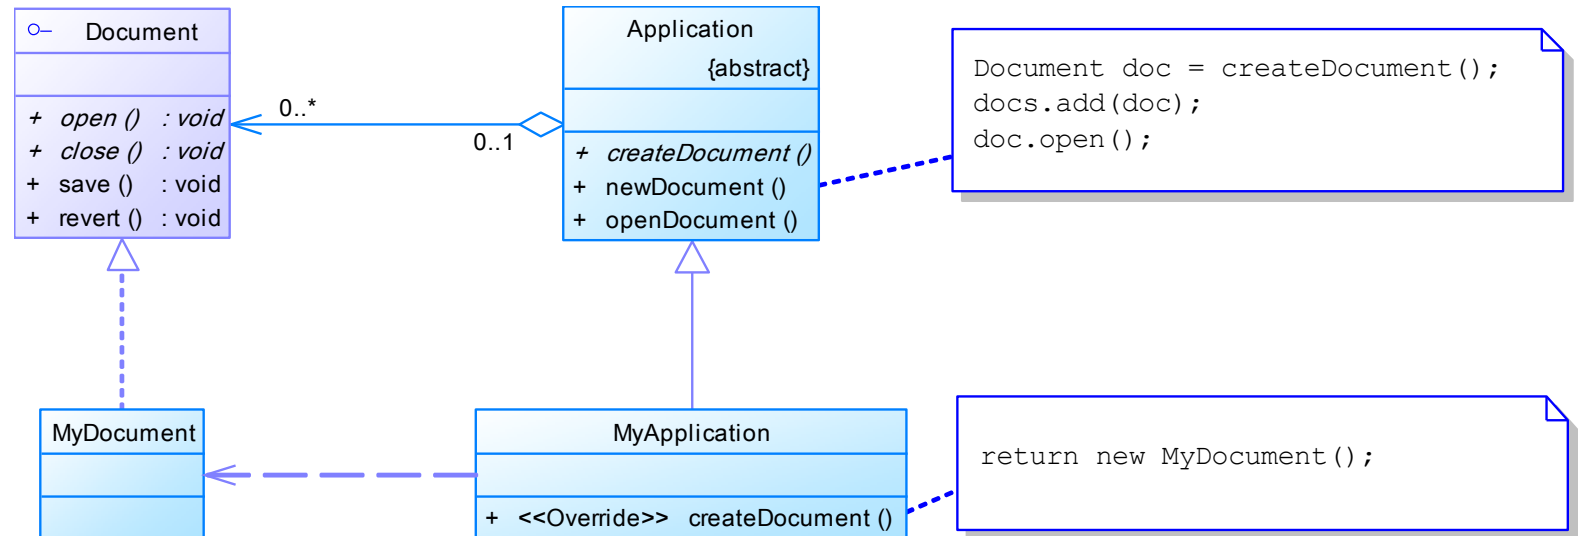 Document
+ open () : void
+ close () : void
+ save () : void
+ revert () : void
0..*
0..1
Application
{abstract}
+ createDocument ()
+ newDocument ()
+ openDocument ()
Document doc = createDocument();
docs.add(doc);
doc.open();
MyDocument
MyApplication
+ <<Override>> createDocument ()
return new MyDocument();